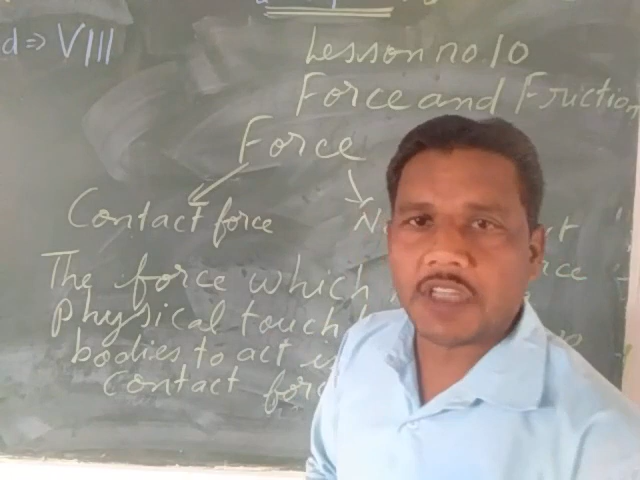 d => VIII
Lesson no. 10
Force and Friction
Force
Contact force
The force which
physical touch
bodies to act is
Contact